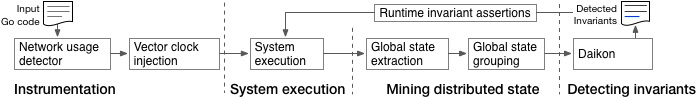 Input
Go code
Runtime invariant assertions
Detected
Invariants
Network usage
detector
Vector clock
injection
System
execution
Global state
extraction
Global state
grouping
Daikon
Instrumentation
System execution
Mining distributed state
Detecting invariants